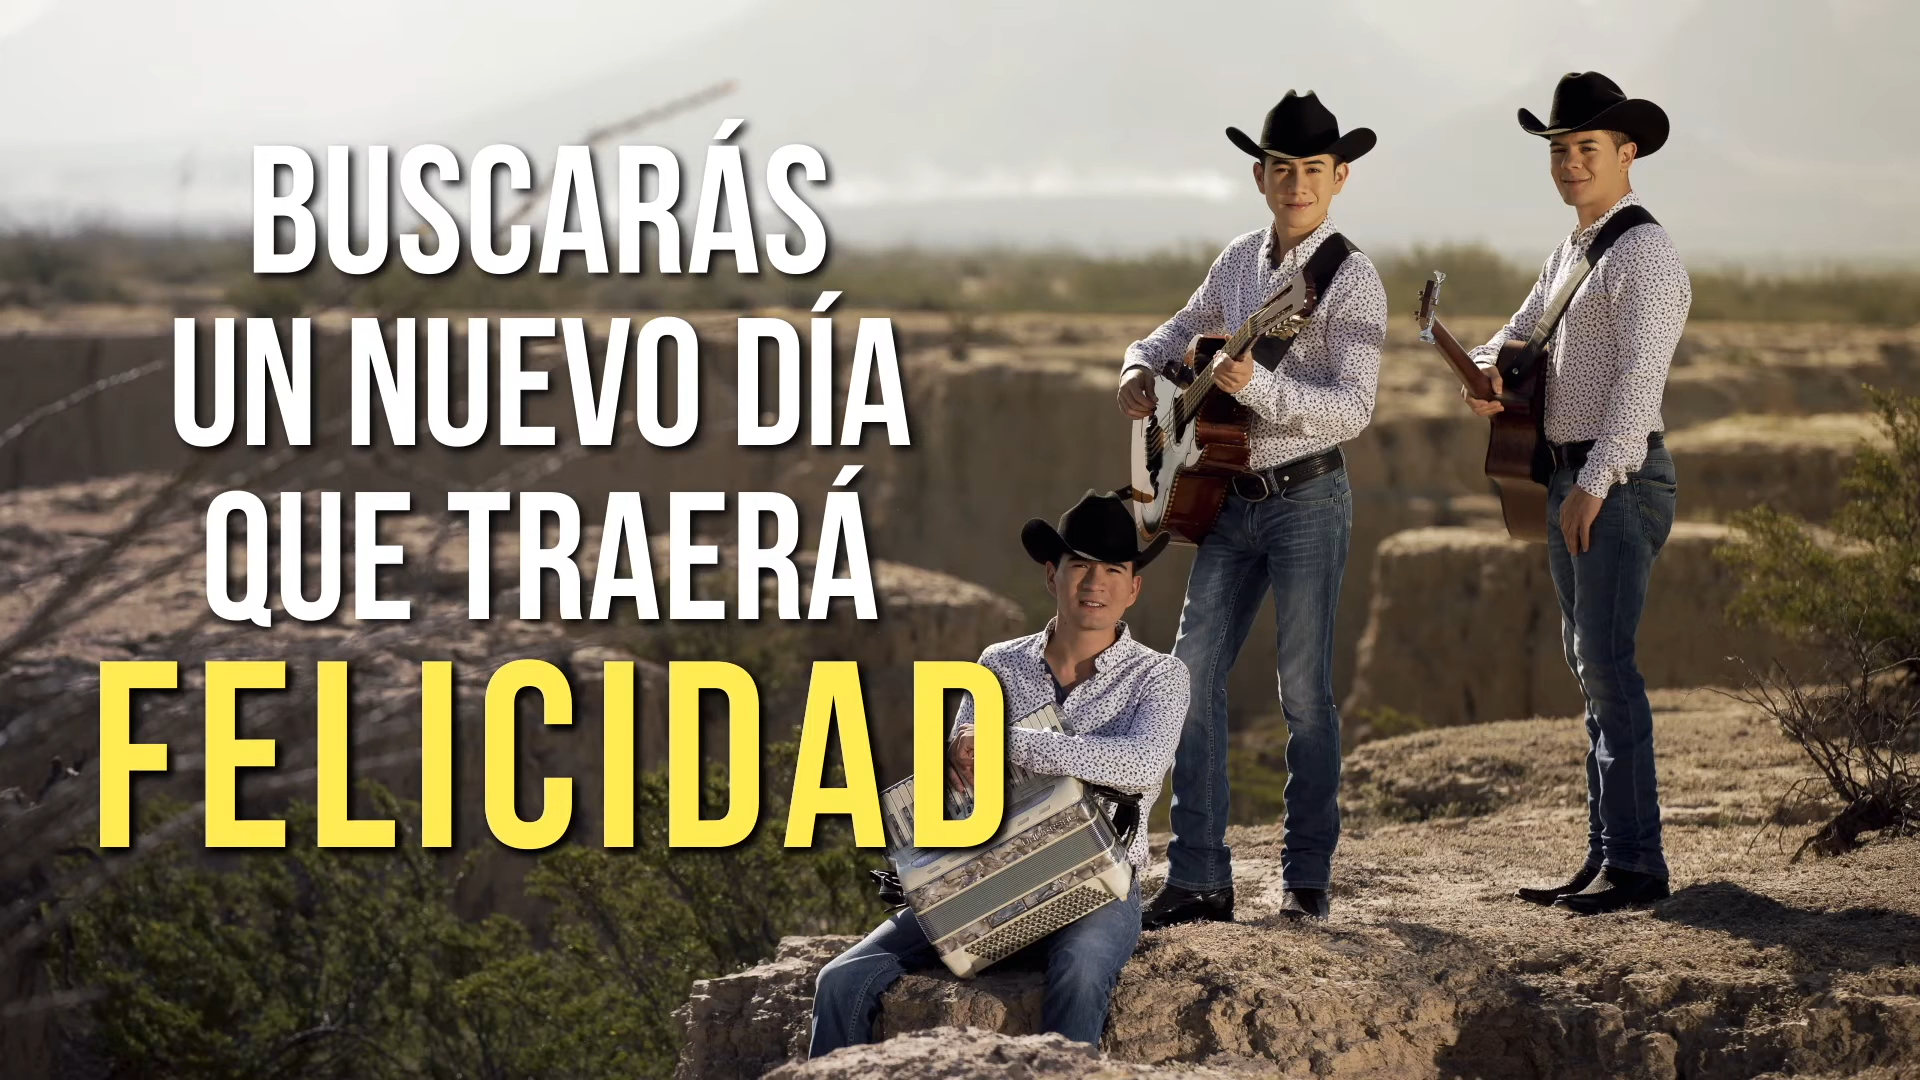 BUSCARÁS
UN NUEVO DÍA
QUE TRAERÁ
FELICIDAD